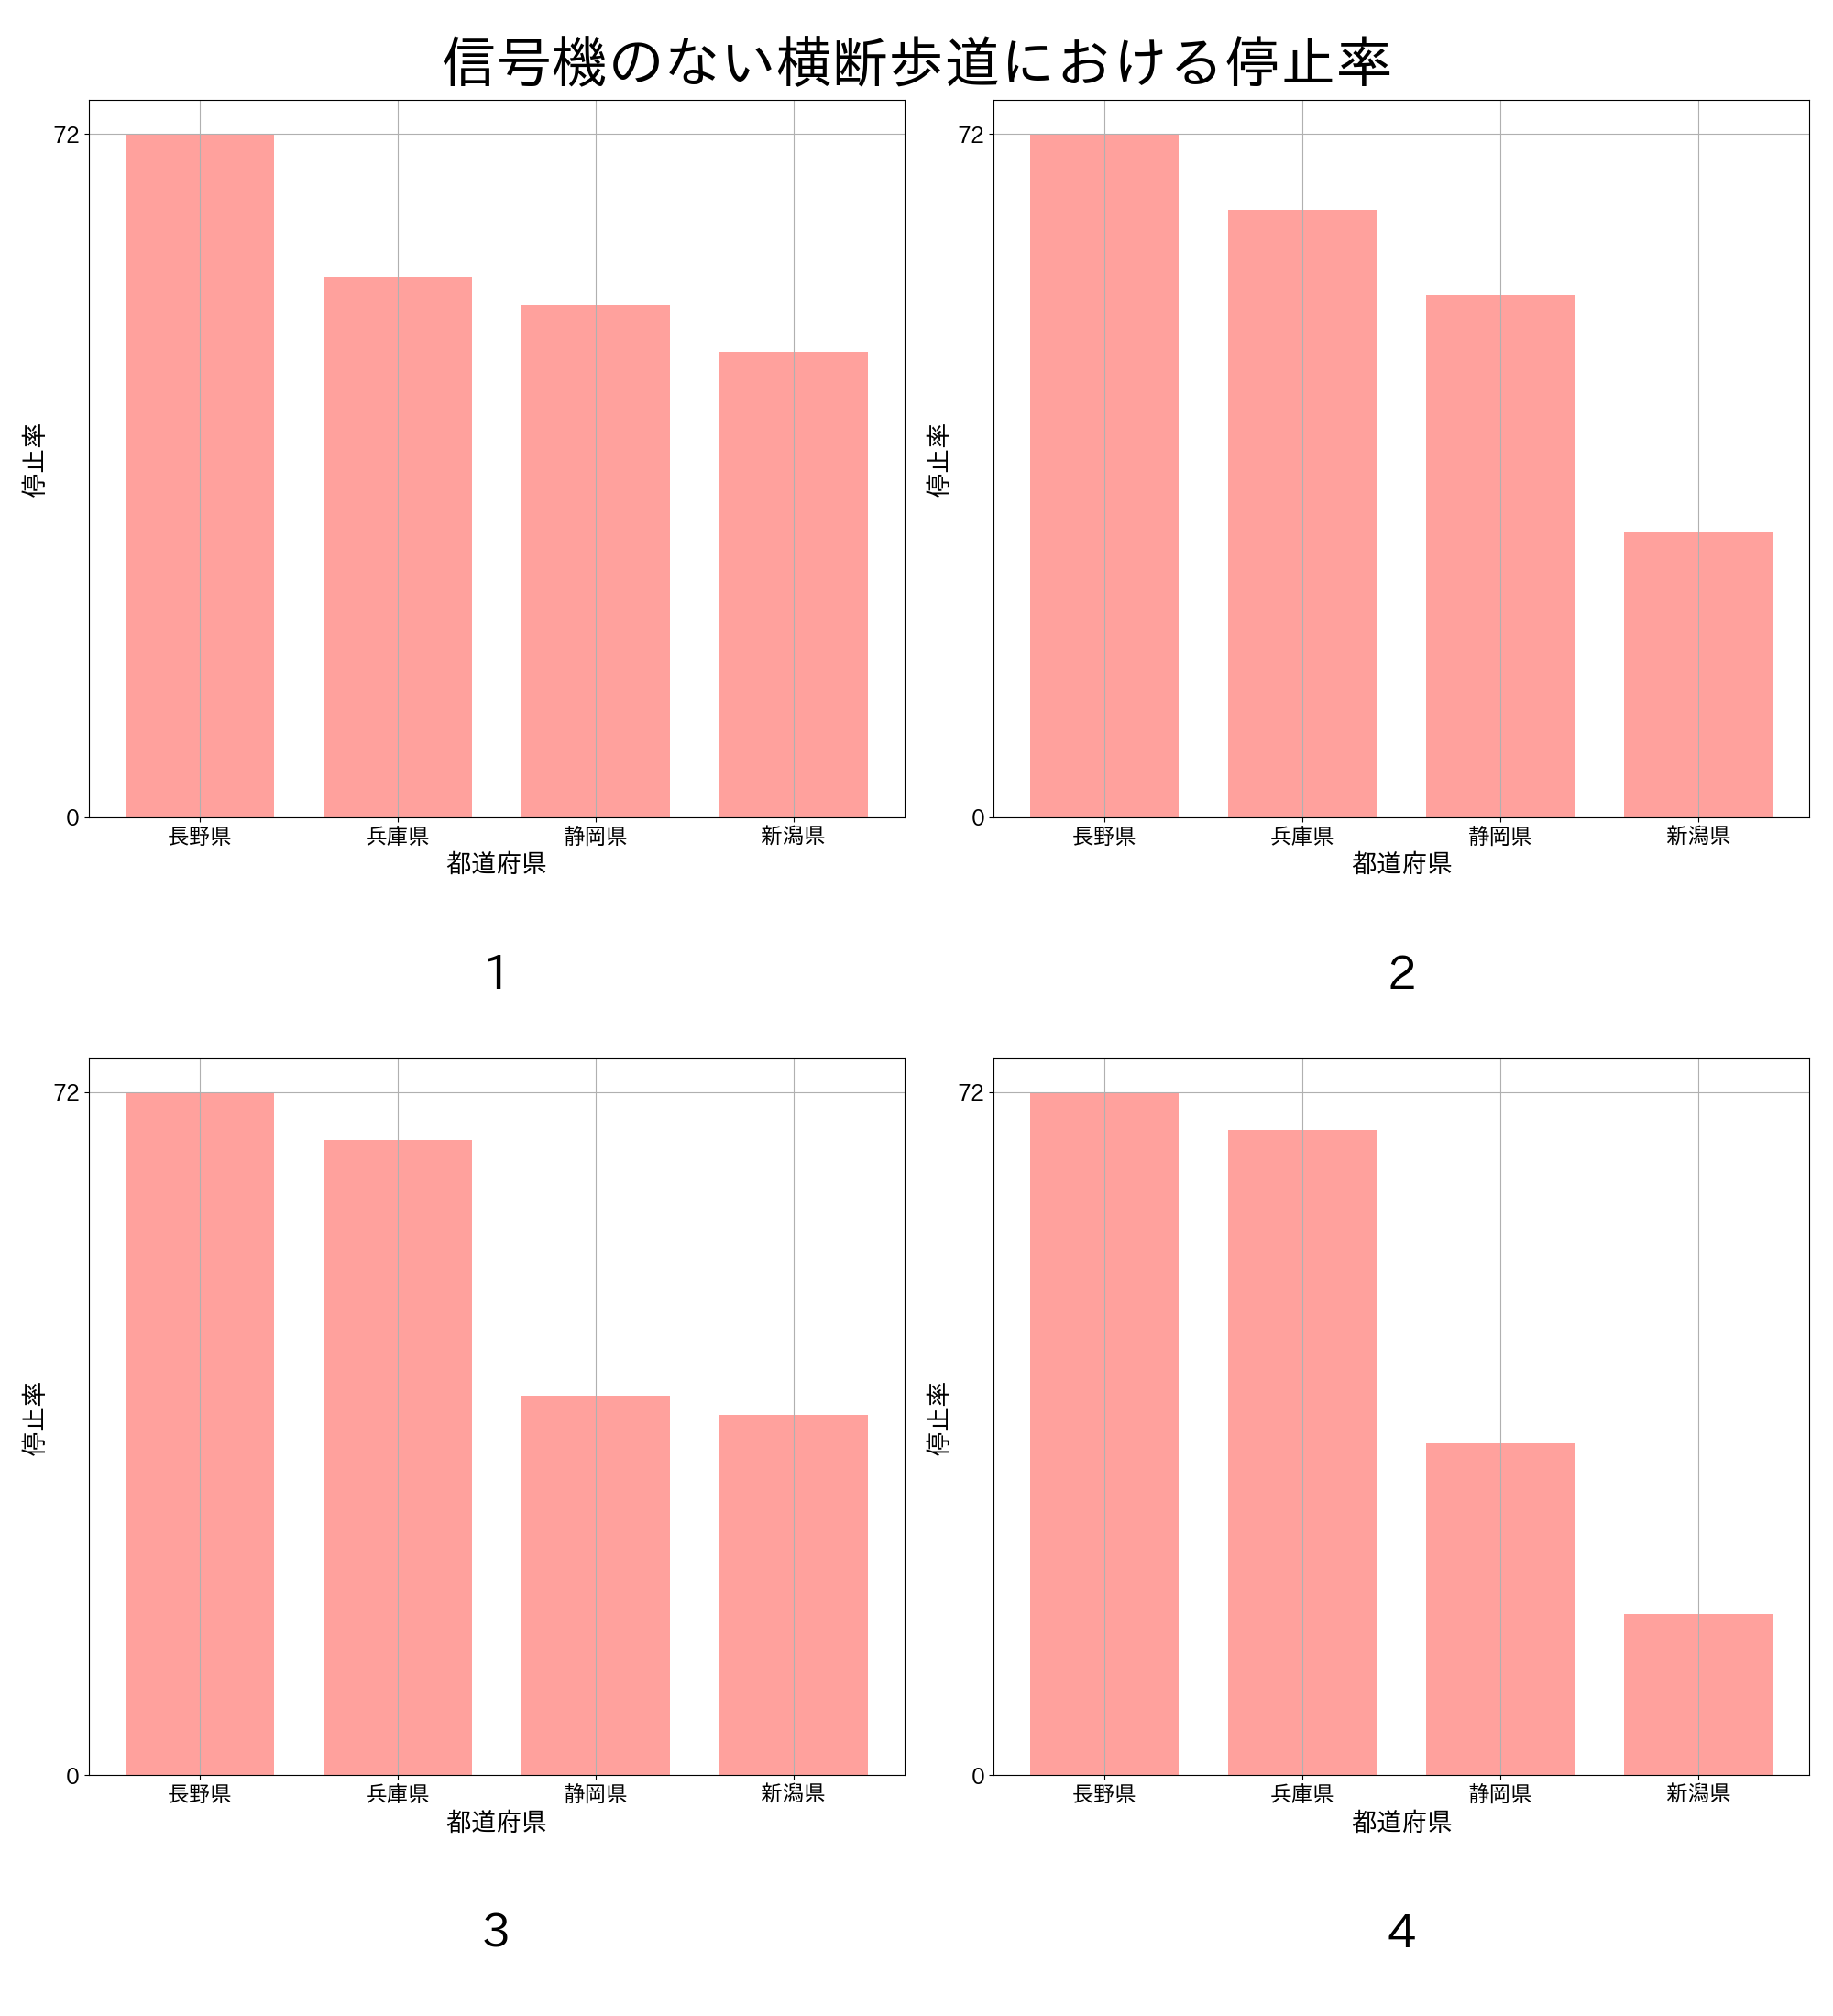 信号機のない横断歩道における停止率
72
0
停止率
長野県 兵庫県 静岡県 新潟県
都道府県
1
72
0
停止率
長野県 兵庫県 静岡県 新潟県
都道府県
2
72
0
停止率
長野県 兵庫県 静岡県 新潟県
都道府県
3
72
0
停止率
長野県 兵庫県 静岡県 新潟県
都道府県
4